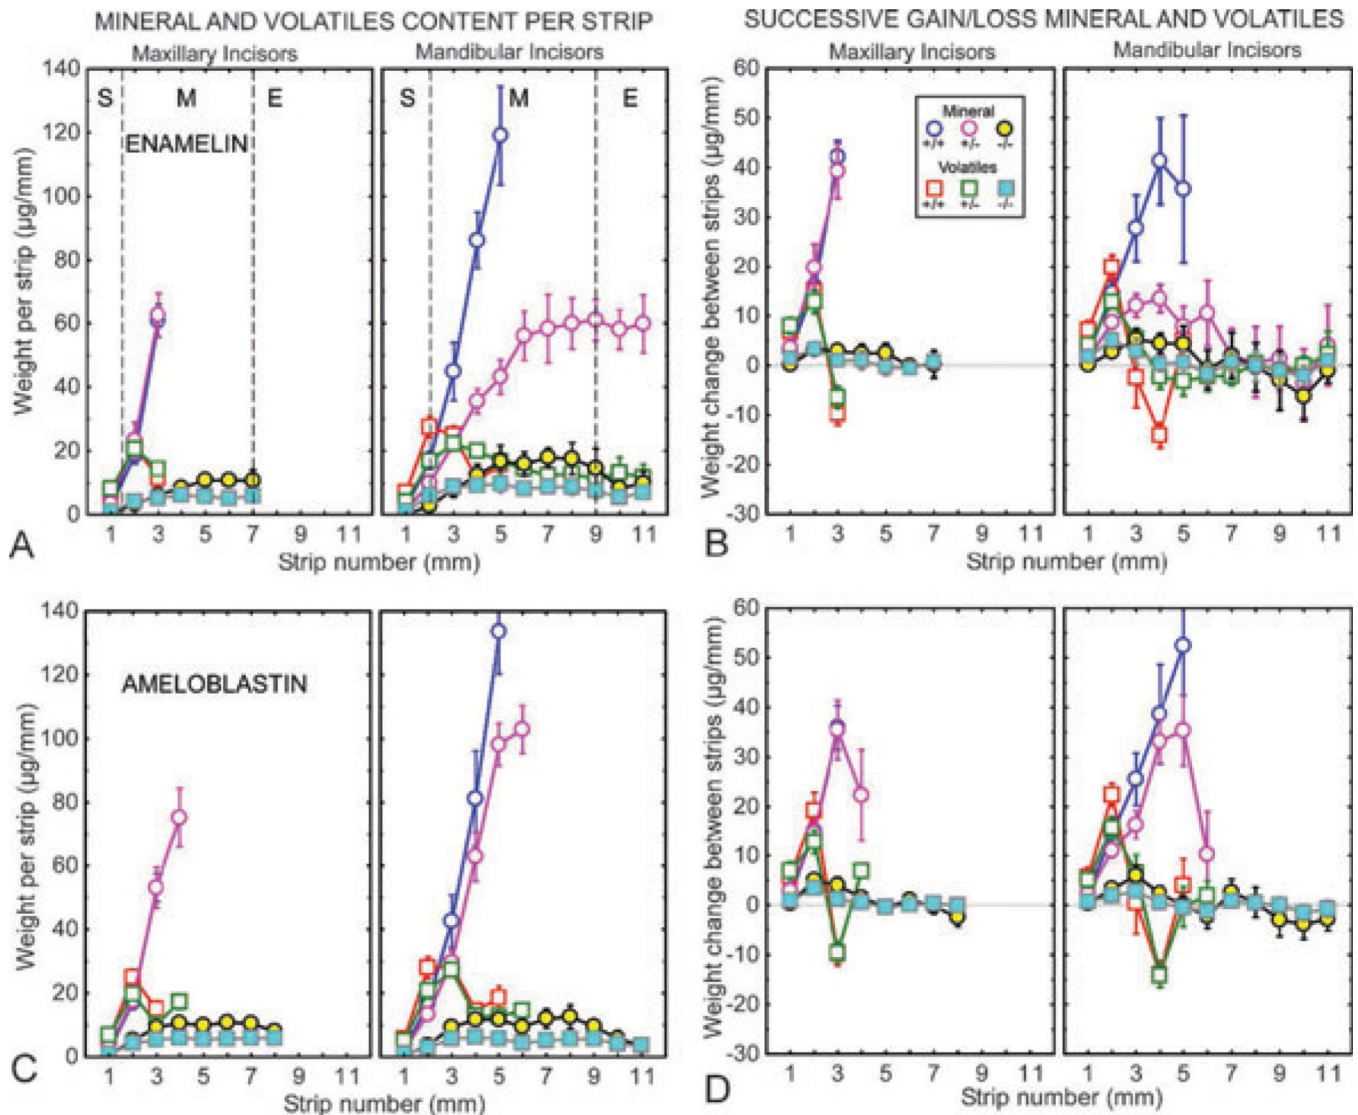 MINERAL AND VOLATILES CONTENT PER STRIP
SUCCESSIVE GAIN/LOSS MINERAL AND VOLATILES
Maxillary Incisors
Mandibular Incisors
Maxillary Incisors
Mandibular Incisors
140
120
100
80
60
40
20
0
Weight per strip (µg/mm)
S
M
E
ENAMELIN
S
M
E
1 3 5 7 9 11
1 3 5 7 9 11
Strip number (mm)
A
60
50
40
30
20
10
0
-10
-20
-30
Weight change between strips (µg/mm)
Mineral
+/+ +/- -/-
Volatiles
+/+ +/- -/-
1 3 5 7 9 11
1 3 5 7 9 11
Strip number (mm)
B
140
120
100
80
60
40
20
0
Weight per strip (µg/mm)
AMELOBLASTIN
1 3 5 7 9 11
1 3 5 7 9 11
Strip number (mm)
C
60
50
40
30
20
10
0
-10
-20
-30
Weight change between strips (µg/mm)
1 3 5 7 9 11
1 3 5 7 9 11
Strip number (mm)
D